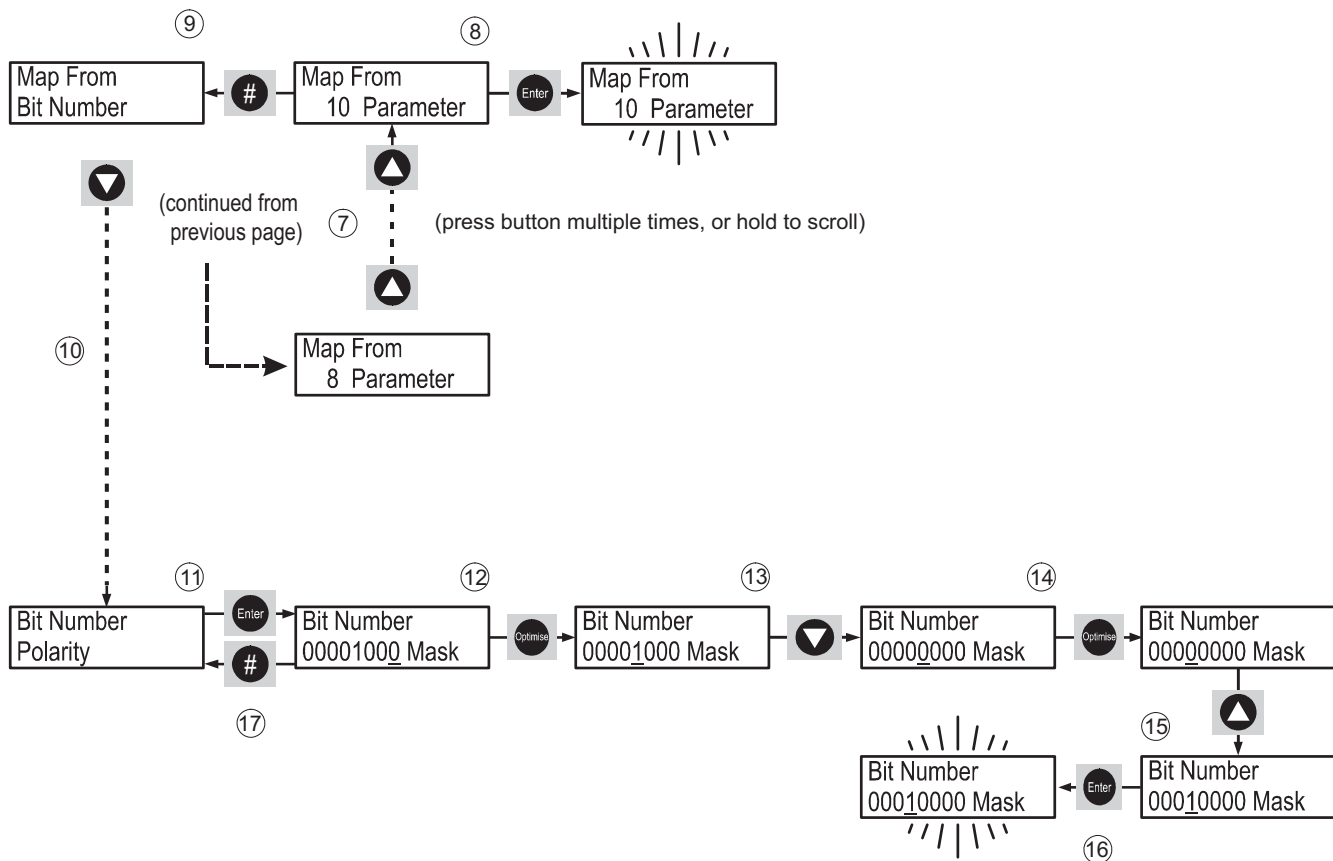 9
8
Map From
Bit Number
#
Map From
10 Parameter
Enter
Map From
10 Parameter
(continued from
previous page)
7
(press button multiple times, or hold to scroll)
10
Map From
8 Parameter
11
12
13
14
Bit Number
Polarity
Enter
#
17
Bit Number
00001000 Mask
Optimise
Bit Number
00001000 Mask
Bit Number
00000000 Mask
Optimise
Bit Number
00000000 Mask
15
Bit Number
00010000 Mask
Enter
16
Bit Number
00010000 Mask